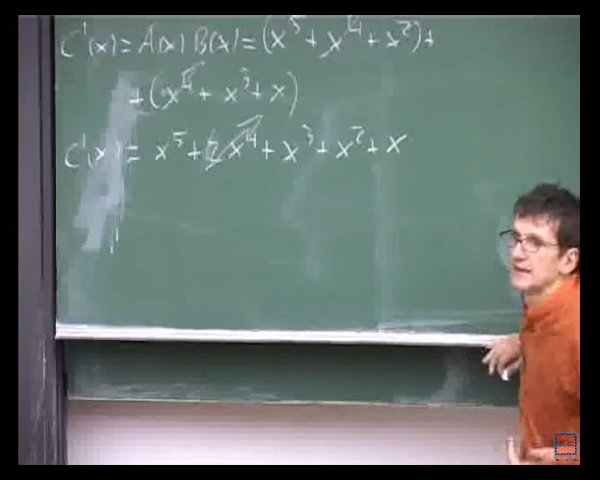 C'(x) = A(x) B(x) = (x⁵ + x⁴ + x²) +
+ (x⁴ + x³ + x)
C'(x) = x⁵ + 2x⁴ + x³ + x² + x